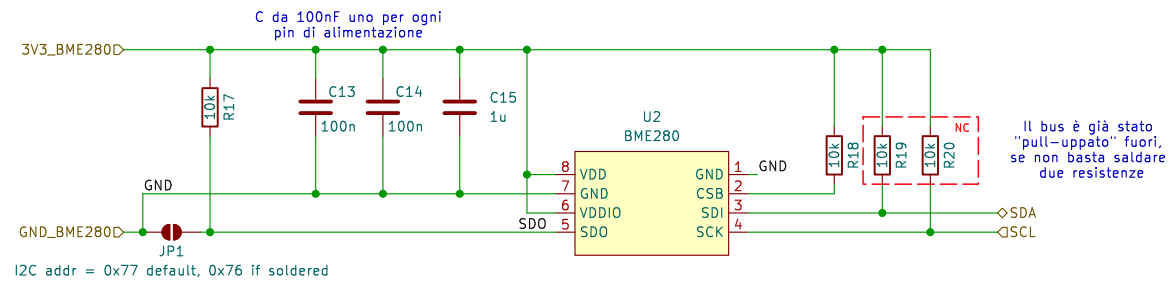 C da 100nF uno per ogni
pin di alimentazione
3V3_BME280
10k
R17
C13
100n
C14
100n
C15
1u
U2
BME280
10k
R18
10k
R19
10k
R20
NC
Il bus è già stato
"pull-uppato" fuori,
se non basta saldare
due resistenze
GND
8
VDD
7
GND
6
VDDIO
5
SDO
SDO
GND
1
GND
CSB
2
SDI
3
SCK
4
SDA
SCL
GND_BME280
JP1
I2C addr = 0x77 default, 0x76 if soldered